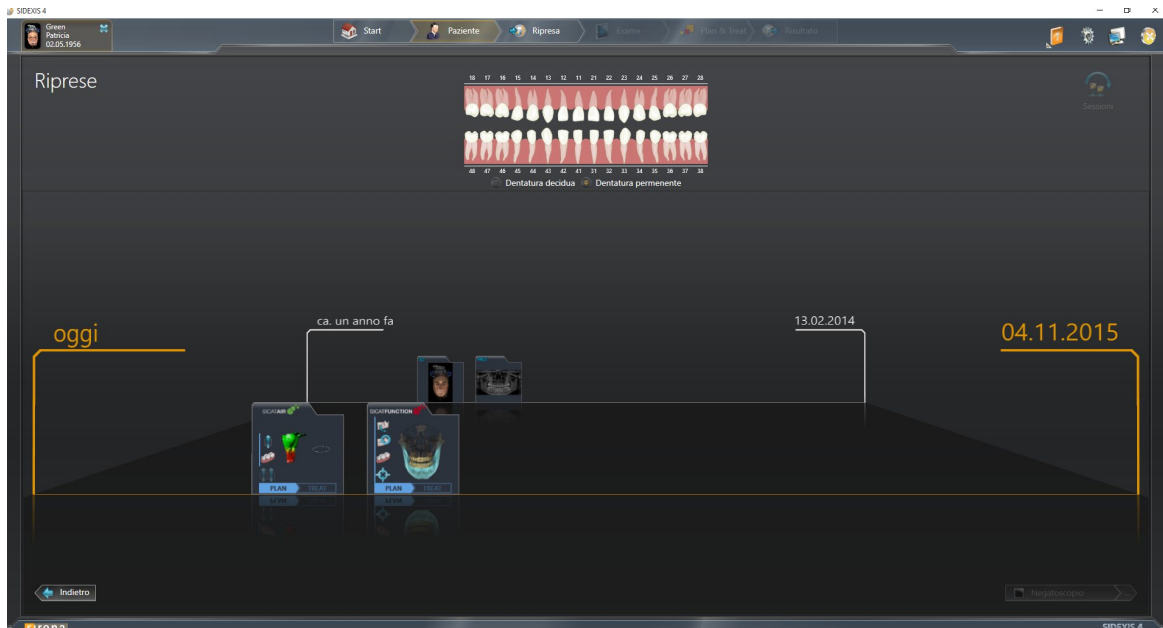 SIDEXIS 4
Green
Patricia
02.05.1956
Start
Paziente
Ripresa
Esame
Plan & Treat
Risultato
Riprese
Sessioni
18 17 16 15 14 13 12 11 21 22 23 24 25 26 27 28
48 47 46 45 44 43 42 41 31 32 33 34 35 36 37 38
Dentatura decidua
Dentatura permenente
oggi
ca. un anno fa
13.02.2014
04.11.2015
3D
SICATAIR
SICATFUNCTION
PLAN TREAT
PLAN TREAT
Indietro
Negatoscopio
sirona
SIDEXIS 4